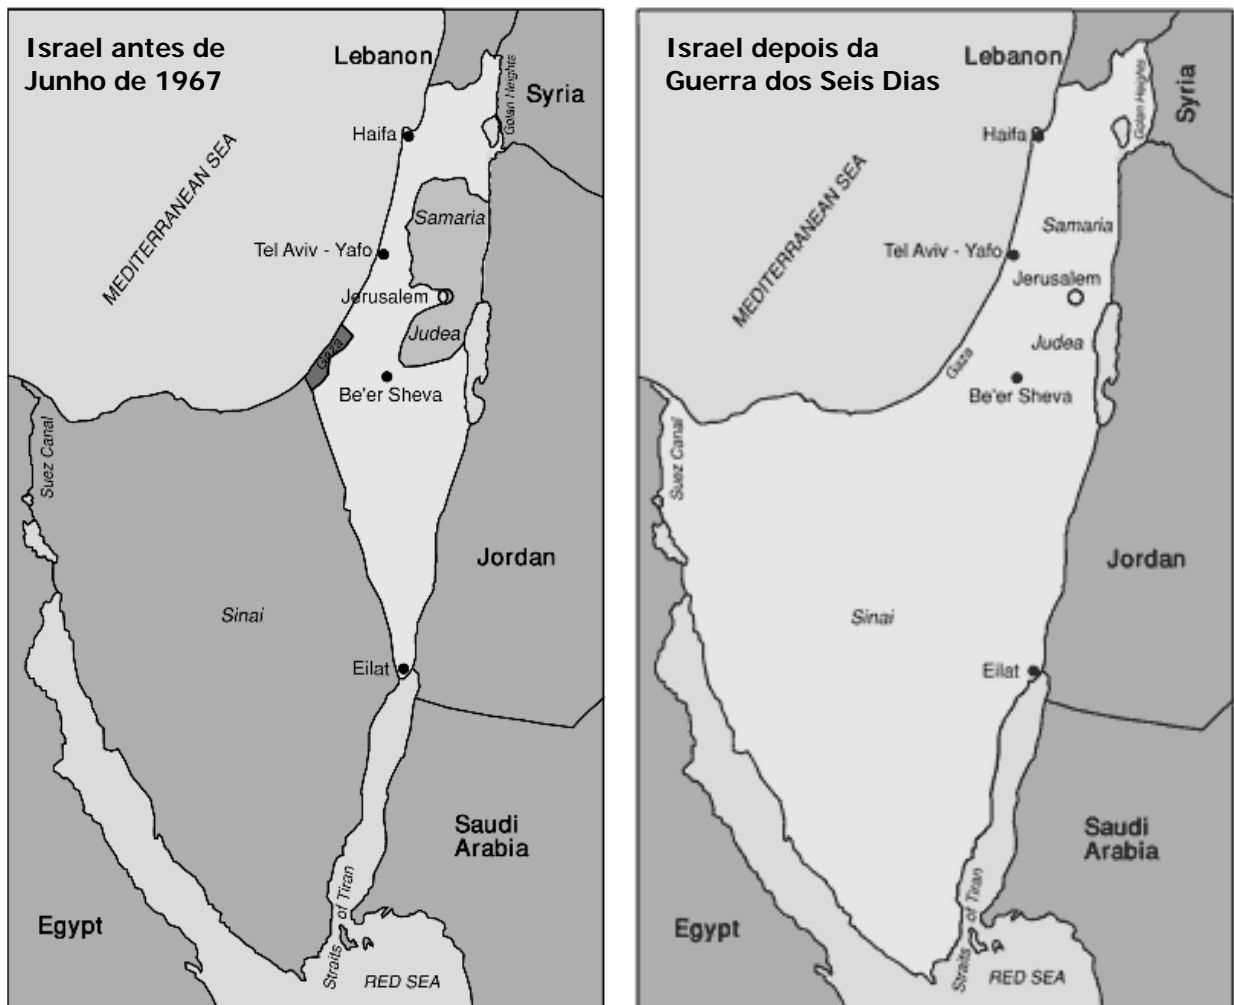 Israel antes de
Junho de 1967
Lebanon
Syria
Golan Heights
Haifa
MEDITERRANEAN SEA
Samaria
Tel Aviv - Yafo
Jerusalem
Judea
Gaza
Be'er Sheva
Suez Canal
Jordan
Sinai
Eilat
Saudi
Arabia
Straits of Tiran
Egypt
RED SEA
Israel depois da
Guerra dos Seis Dias
Lebanon
Syria
Golan Heights
Haifa
MEDITERRANEAN SEA
Samaria
Tel Aviv - Yafo
Jerusalem
Judea
Gaza
Be'er Sheva
Suez Canal
Jordan
Sinai
Eilat
Saudi
Arabia
Straits of Tiran
Egypt
RED SEA